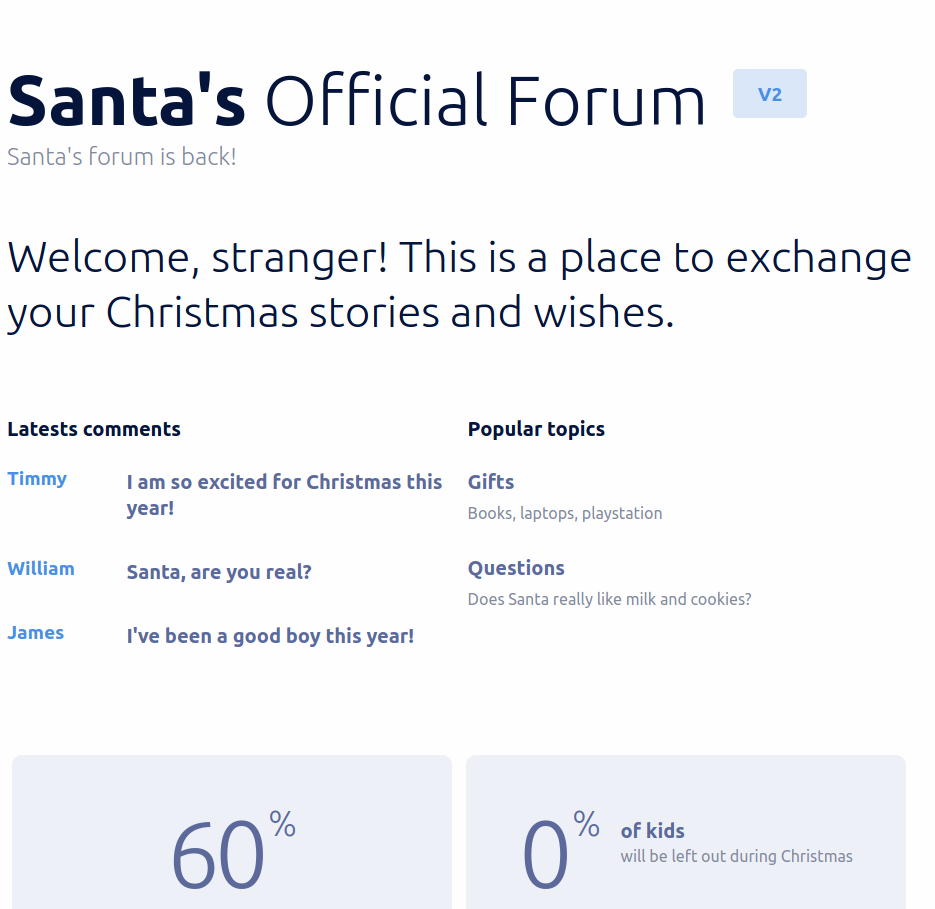 Santa's Official Forum V2
Santa's forum is back!
Welcome, stranger! This is a place to exchange
your Christmas stories and wishes.
Latests comments
Timmy
I am so excited for Christmas this
year!
William
Santa, are you real?
James
I've been a good boy this year!
Popular topics
Gifts
Books, laptops, playstation
Questions
Does Santa really like milk and cookies?
60%
0%
of kids
will be left out during Christmas